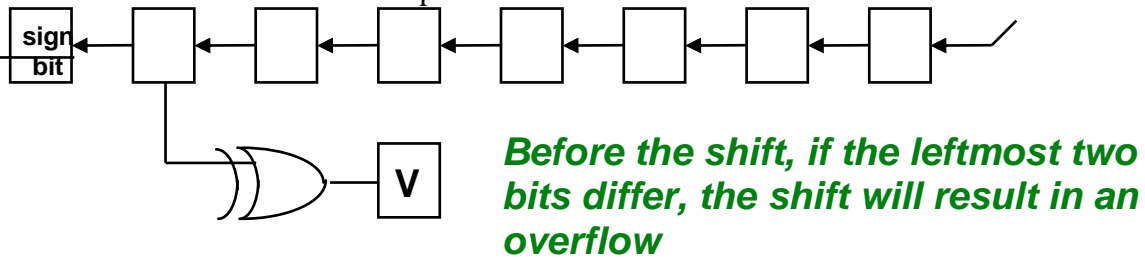 sign
bit
V
Before the shift, if the leftmost two
bits differ, the shift will result in an
overflow